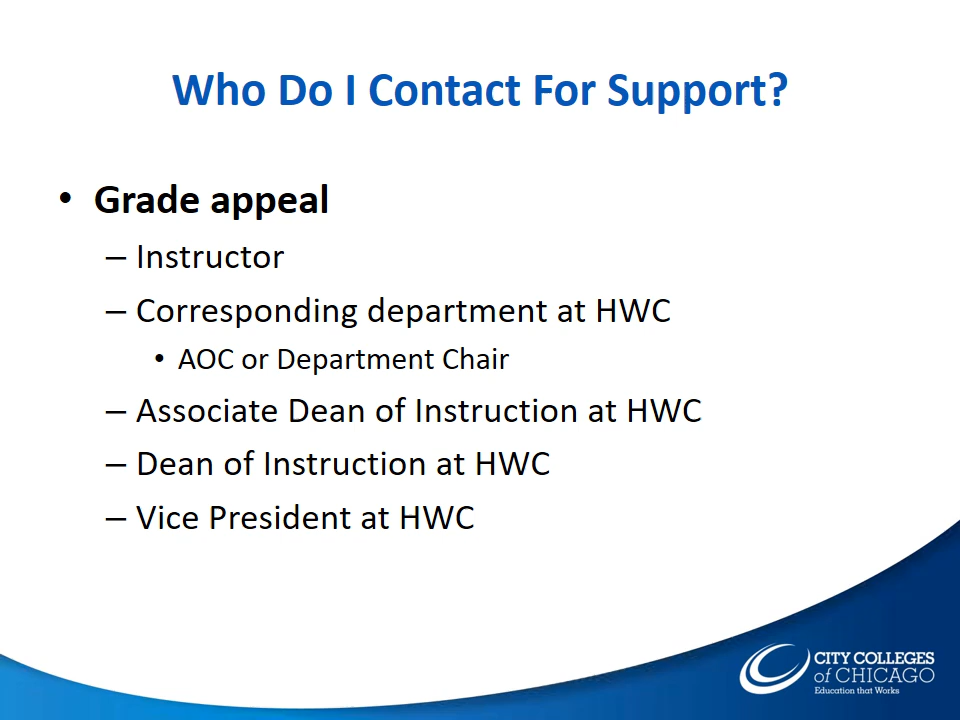 Who Do I Contact For Support?
• Grade appeal
– Instructor
– Corresponding department at HWC
• AOC or Department Chair
– Associate Dean of Instruction at HWC
– Dean of Instruction at HWC
– Vice President at HWC
CITY COLLEGES
of CHICAGO
Education that Works